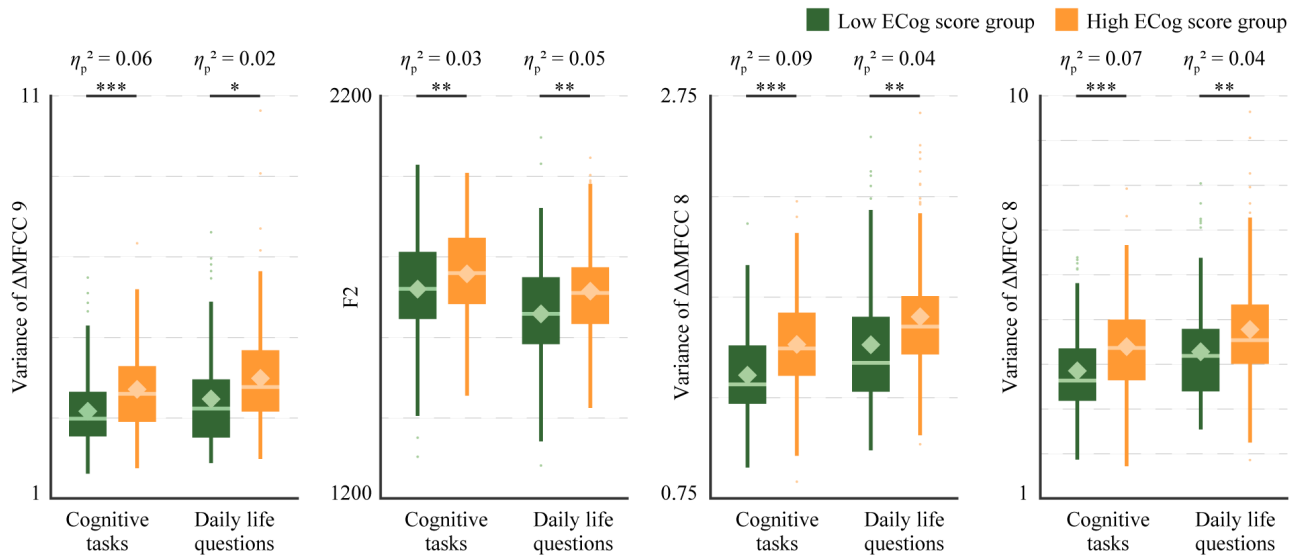 Low ECog score group High ECog score group
ηp² = 0.06 ηp² = 0.02 ηp² = 0.03 ηp² = 0.05 ηp² = 0.09 ηp² = 0.04 ηp² = 0.07 ηp² = 0.04
*** * ** ** *** ** *** **
11 2200 2.75 10
Variance of ΔMFCC 9
F2
Variance of ΔΔMFCC 8
Variance of ΔMFCC 8
1 1200 0.75 1
Cognitive Daily life Cognitive Daily life Cognitive Daily life Cognitive Daily life
tasks questions tasks questions tasks questions tasks questions